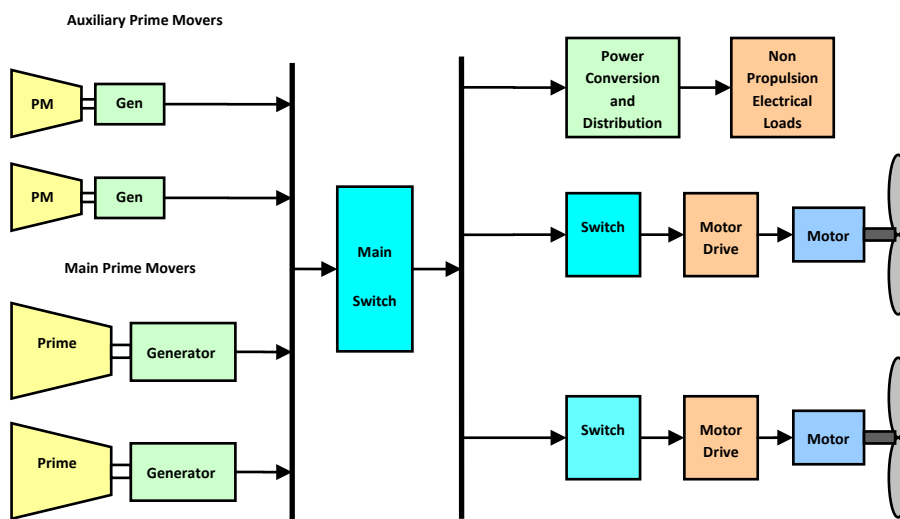 Auxiliary Prime Movers
PM
Gen
PM
Gen
Main Prime Movers
Prime
Generator
Prime
Generator
Main
Switch
Power
Conversion
and
Distribution
Non
Propulsion
Electrical
Loads
Switch
Motor
Drive
Motor
Switch
Motor
Drive
Motor